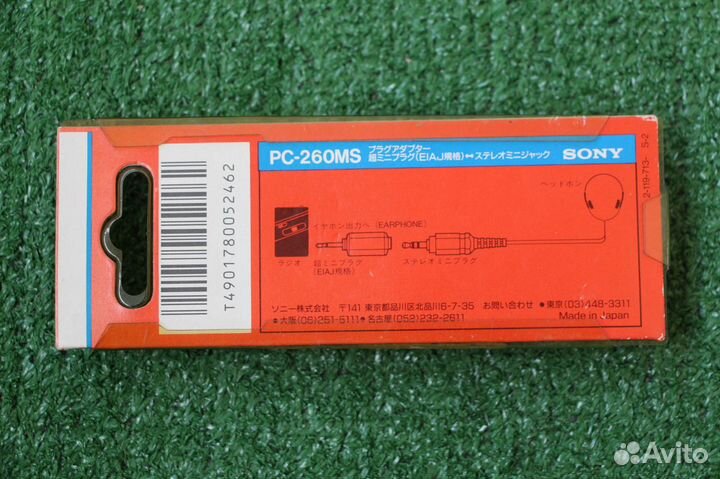 PC-260MS プラグアダプター
超ミニプラグ(EIAJ規格)⇔ステレオミニジャック SONY
ヘッドホン
イヤホン出力へ (EARPHONE)
ラジオ 超ミニプラグ
(EIAJ規格)
ステレオミニプラグ
ソニー株式会社 〒141 東京都品川区北品川6-7-35 お問い合わせ●東京(03)448-3311
●大阪(06)251-5111●名古屋(052)232-2611 Made in Japan
T4901780052462
2-119-713- S-2
Avito